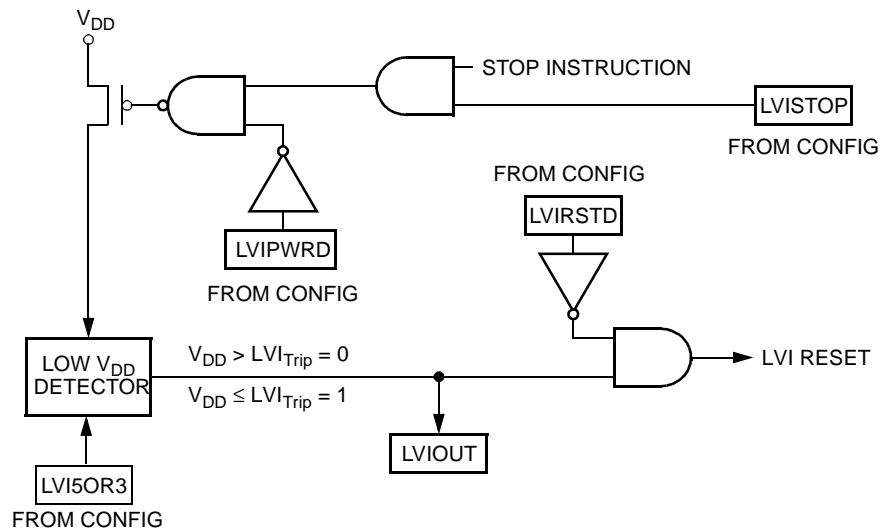 VDD
STOP INSTRUCTION
LVISTOP
FROM CONFIG
FROM CONFIG
LVIRSTD
LVIPWRD
FROM CONFIG
LOW VDD
DETECTOR
VDD > LVITrip = 0
VDD ≤ LVITrip = 1
LVI RESET
LVIOUT
LVI5OR3
FROM CONFIG